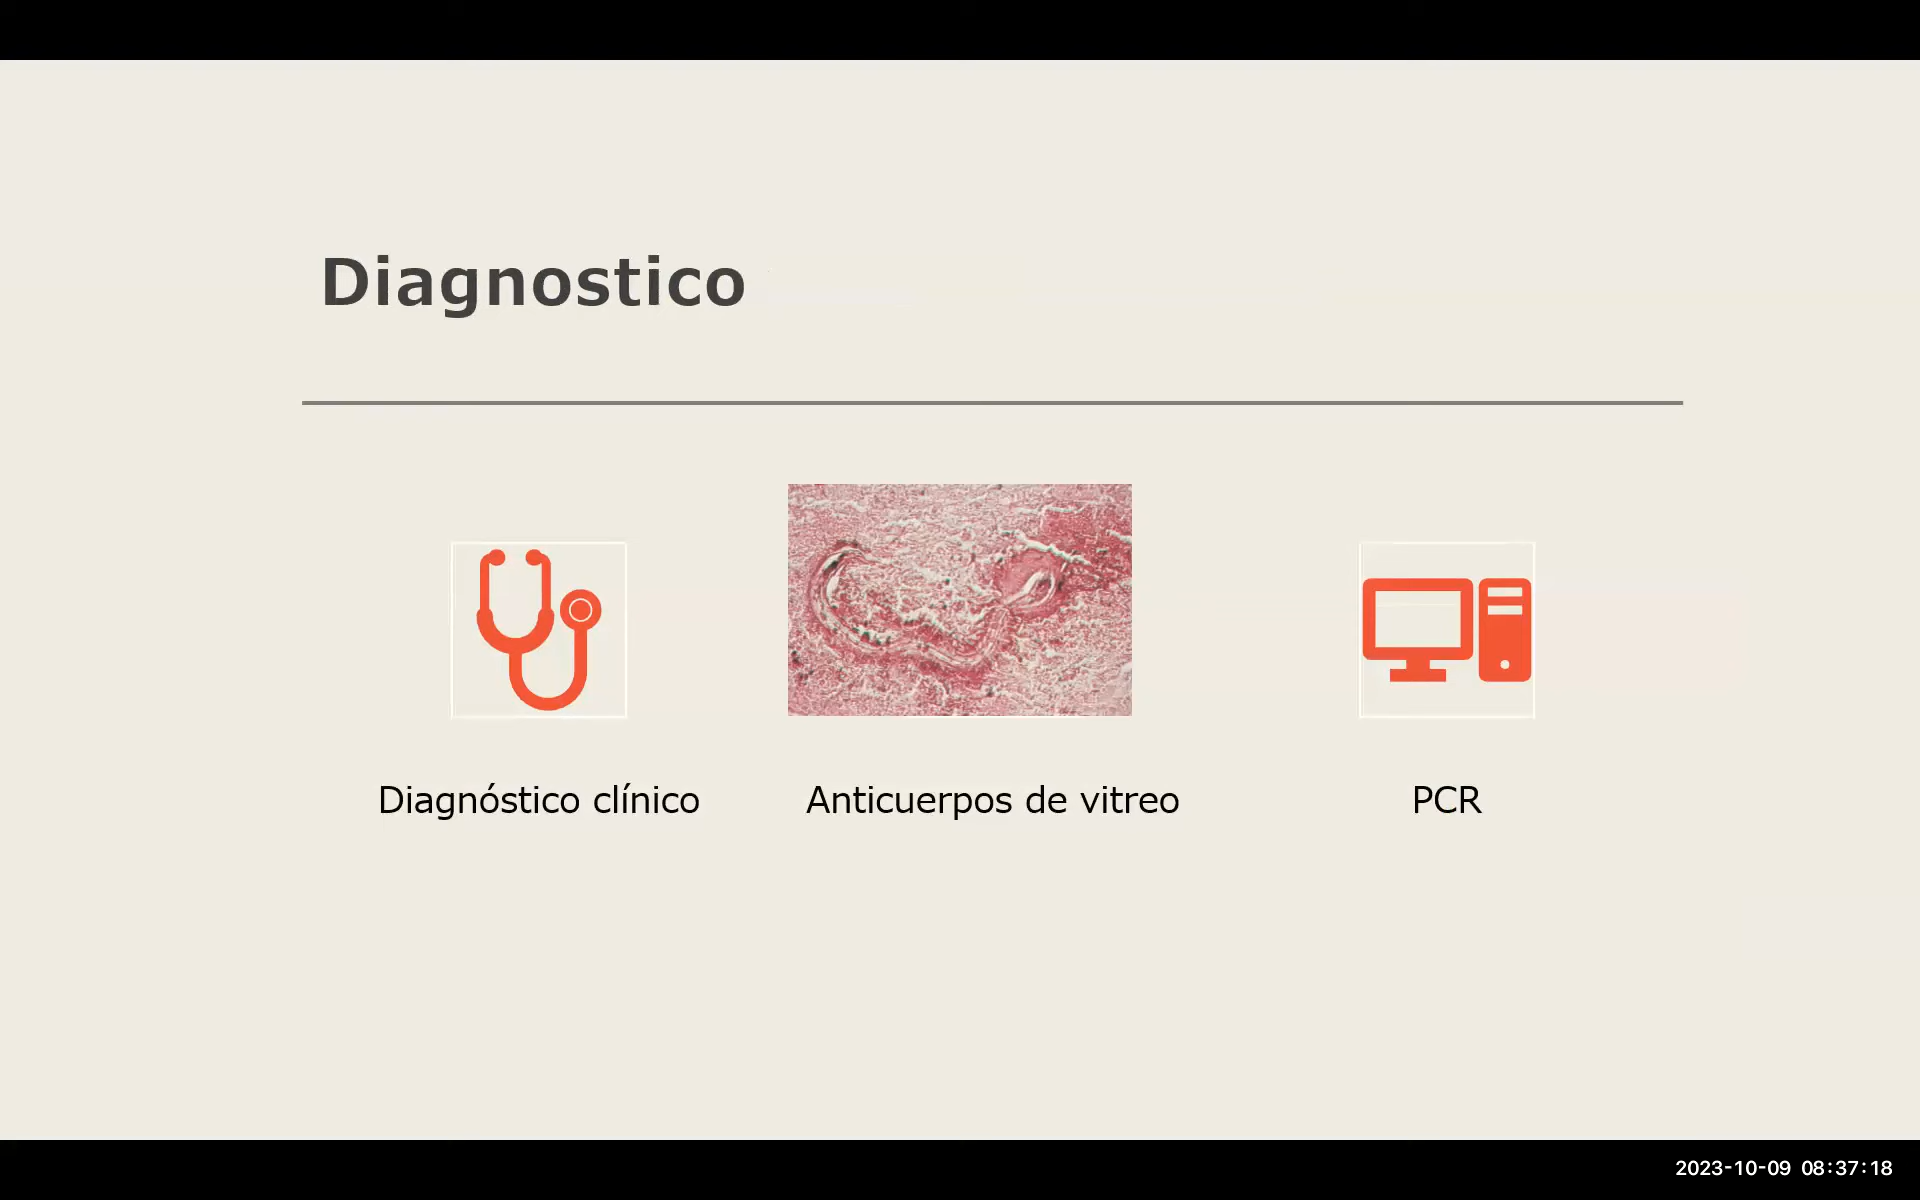 Diagnostico
Diagnóstico clínico
Anticuerpos de vitreo
PCR
2023-10-09 08:37:18